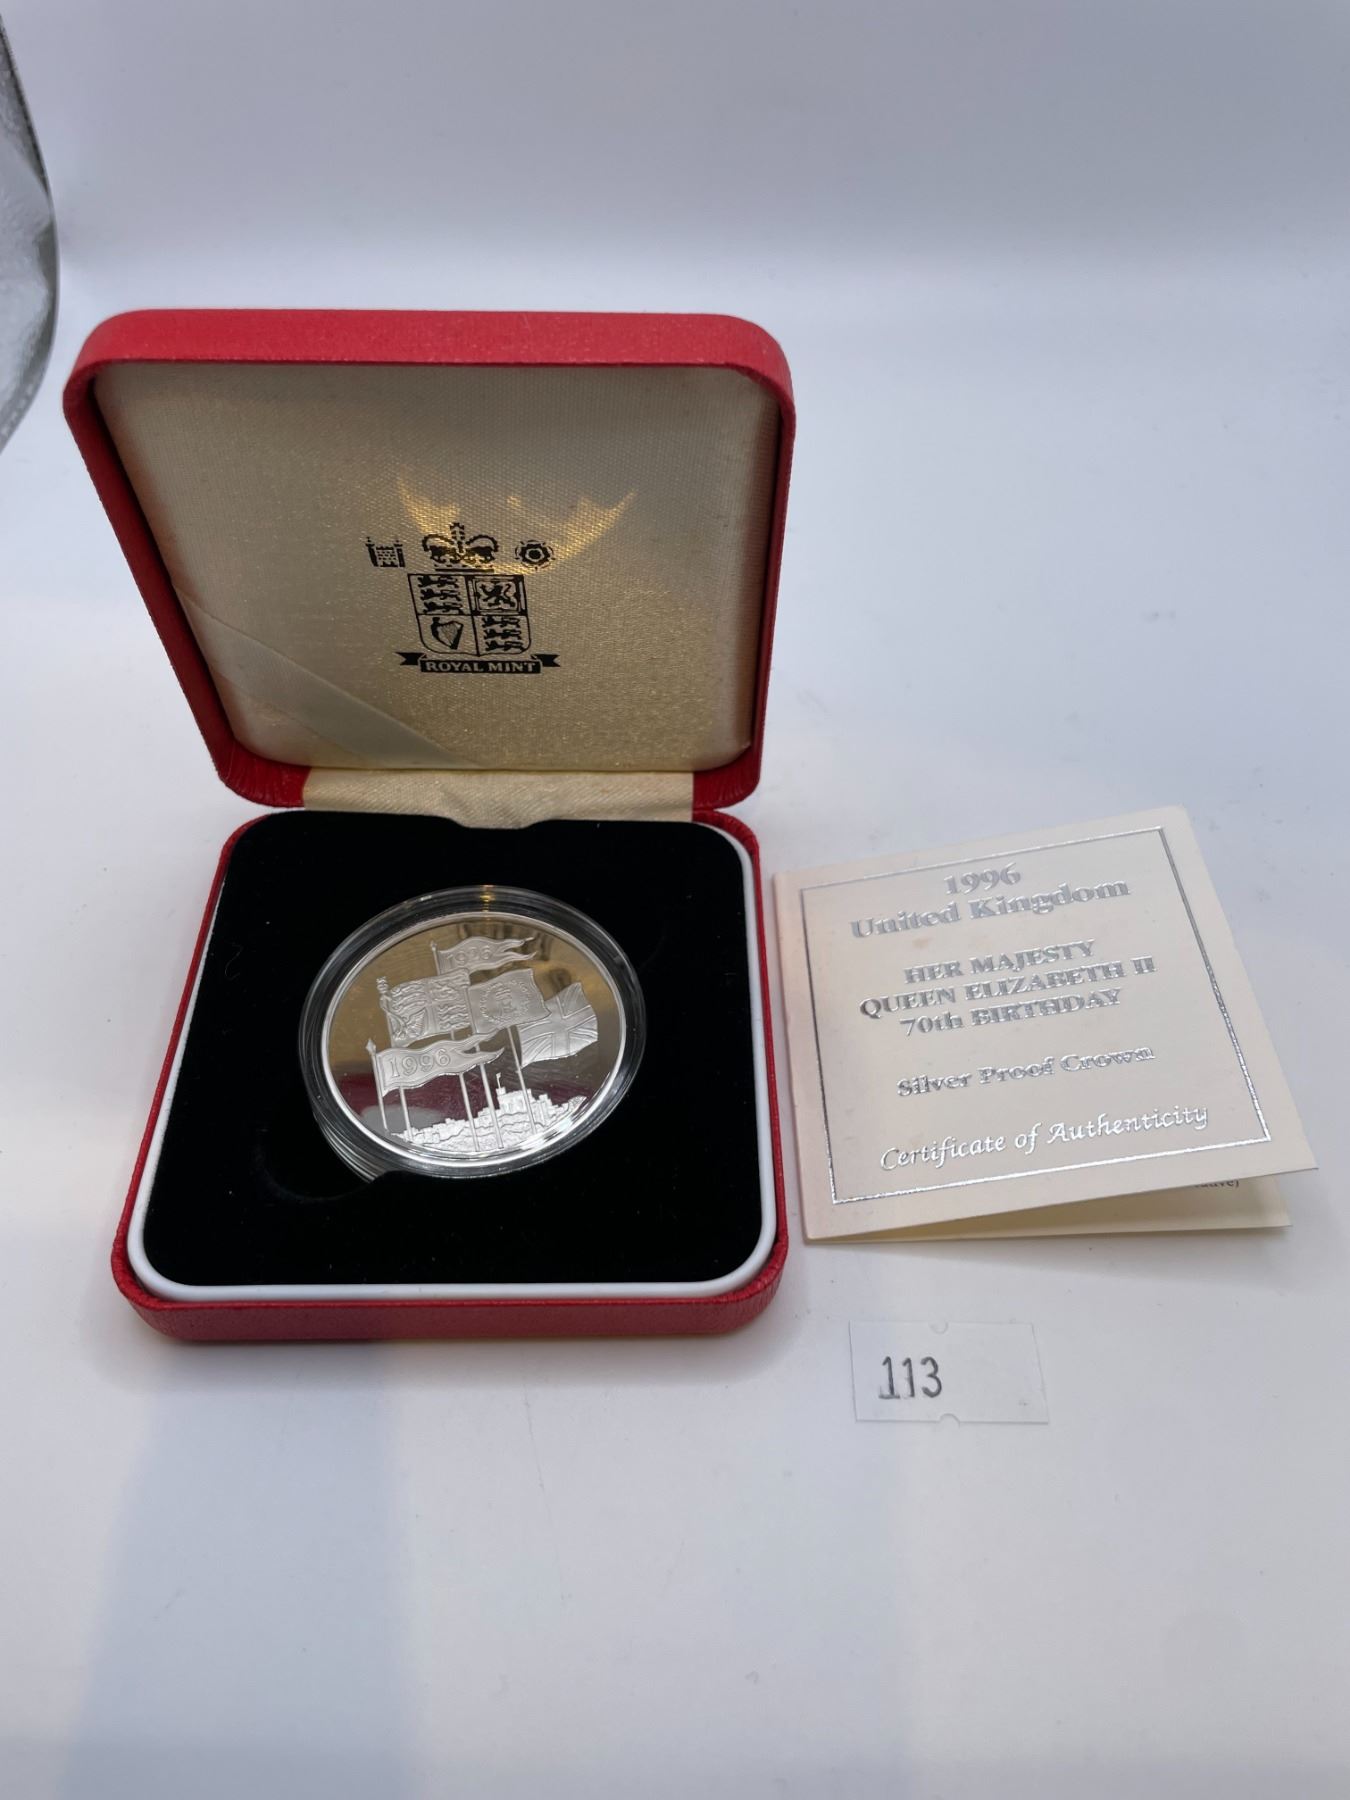 ROYAL MINT
1926
1996
1996
United Kingdom
HER MAJESTY
QUEEN ELIZABETH II
70th BIRTHDAY
Silver Proof Crown
Certificate of Authenticity
113